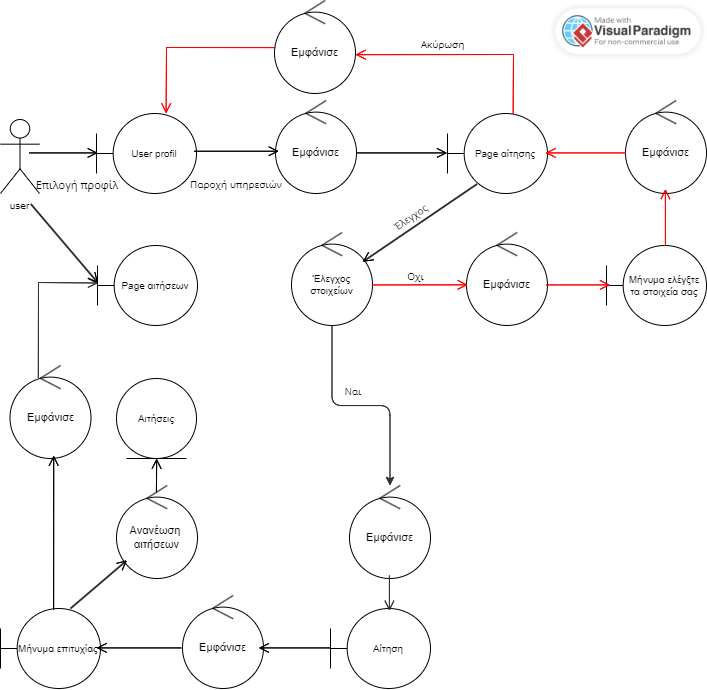 Made with
VisualParadigm
For non-commercial use
Εμφάνισε
Ακύρωση
User profil
Εμφάνισε
Page αίτησης
Εμφάνισε
Επιλογή προφίλ
Παροχή υπηρεσιών
user
Έλεγχος
Page αιτήσεων
Έλεγχος
στοιχείων
Οχι
Εμφάνισε
Μήνυμα ελέγξτε
τα στοιχεία σας
Ναι
Εμφάνισε
Αιτήσεις
Ανανέωση
αιτήσεων
Εμφάνισε
Μήνυμα επιτυχίας
Εμφάνισε
Αίτηση